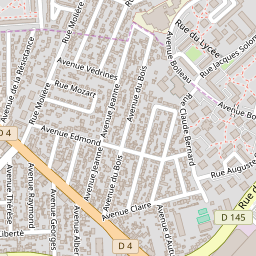 Avenue de la Résistance
Rue Molière
Rue Molière
Avenue Vedrines
Rue Mozart
Avenue Jeanne
Avenue du Bois
Avenue Boileau
Rue du Lycée
Rue Jacques Solom
Avenue Bo
Rue Claude Bernard
D 4
Avenue Edmond
Avenue Jeanne
Avenue du Bois
Rue Auguste
Rue d
D 145
Avenue Claire
Avenue Thérèse
Avenue Raymond
Avenue Georges
Avenue Alber
Liberté
D 4
Avenue d'Autu